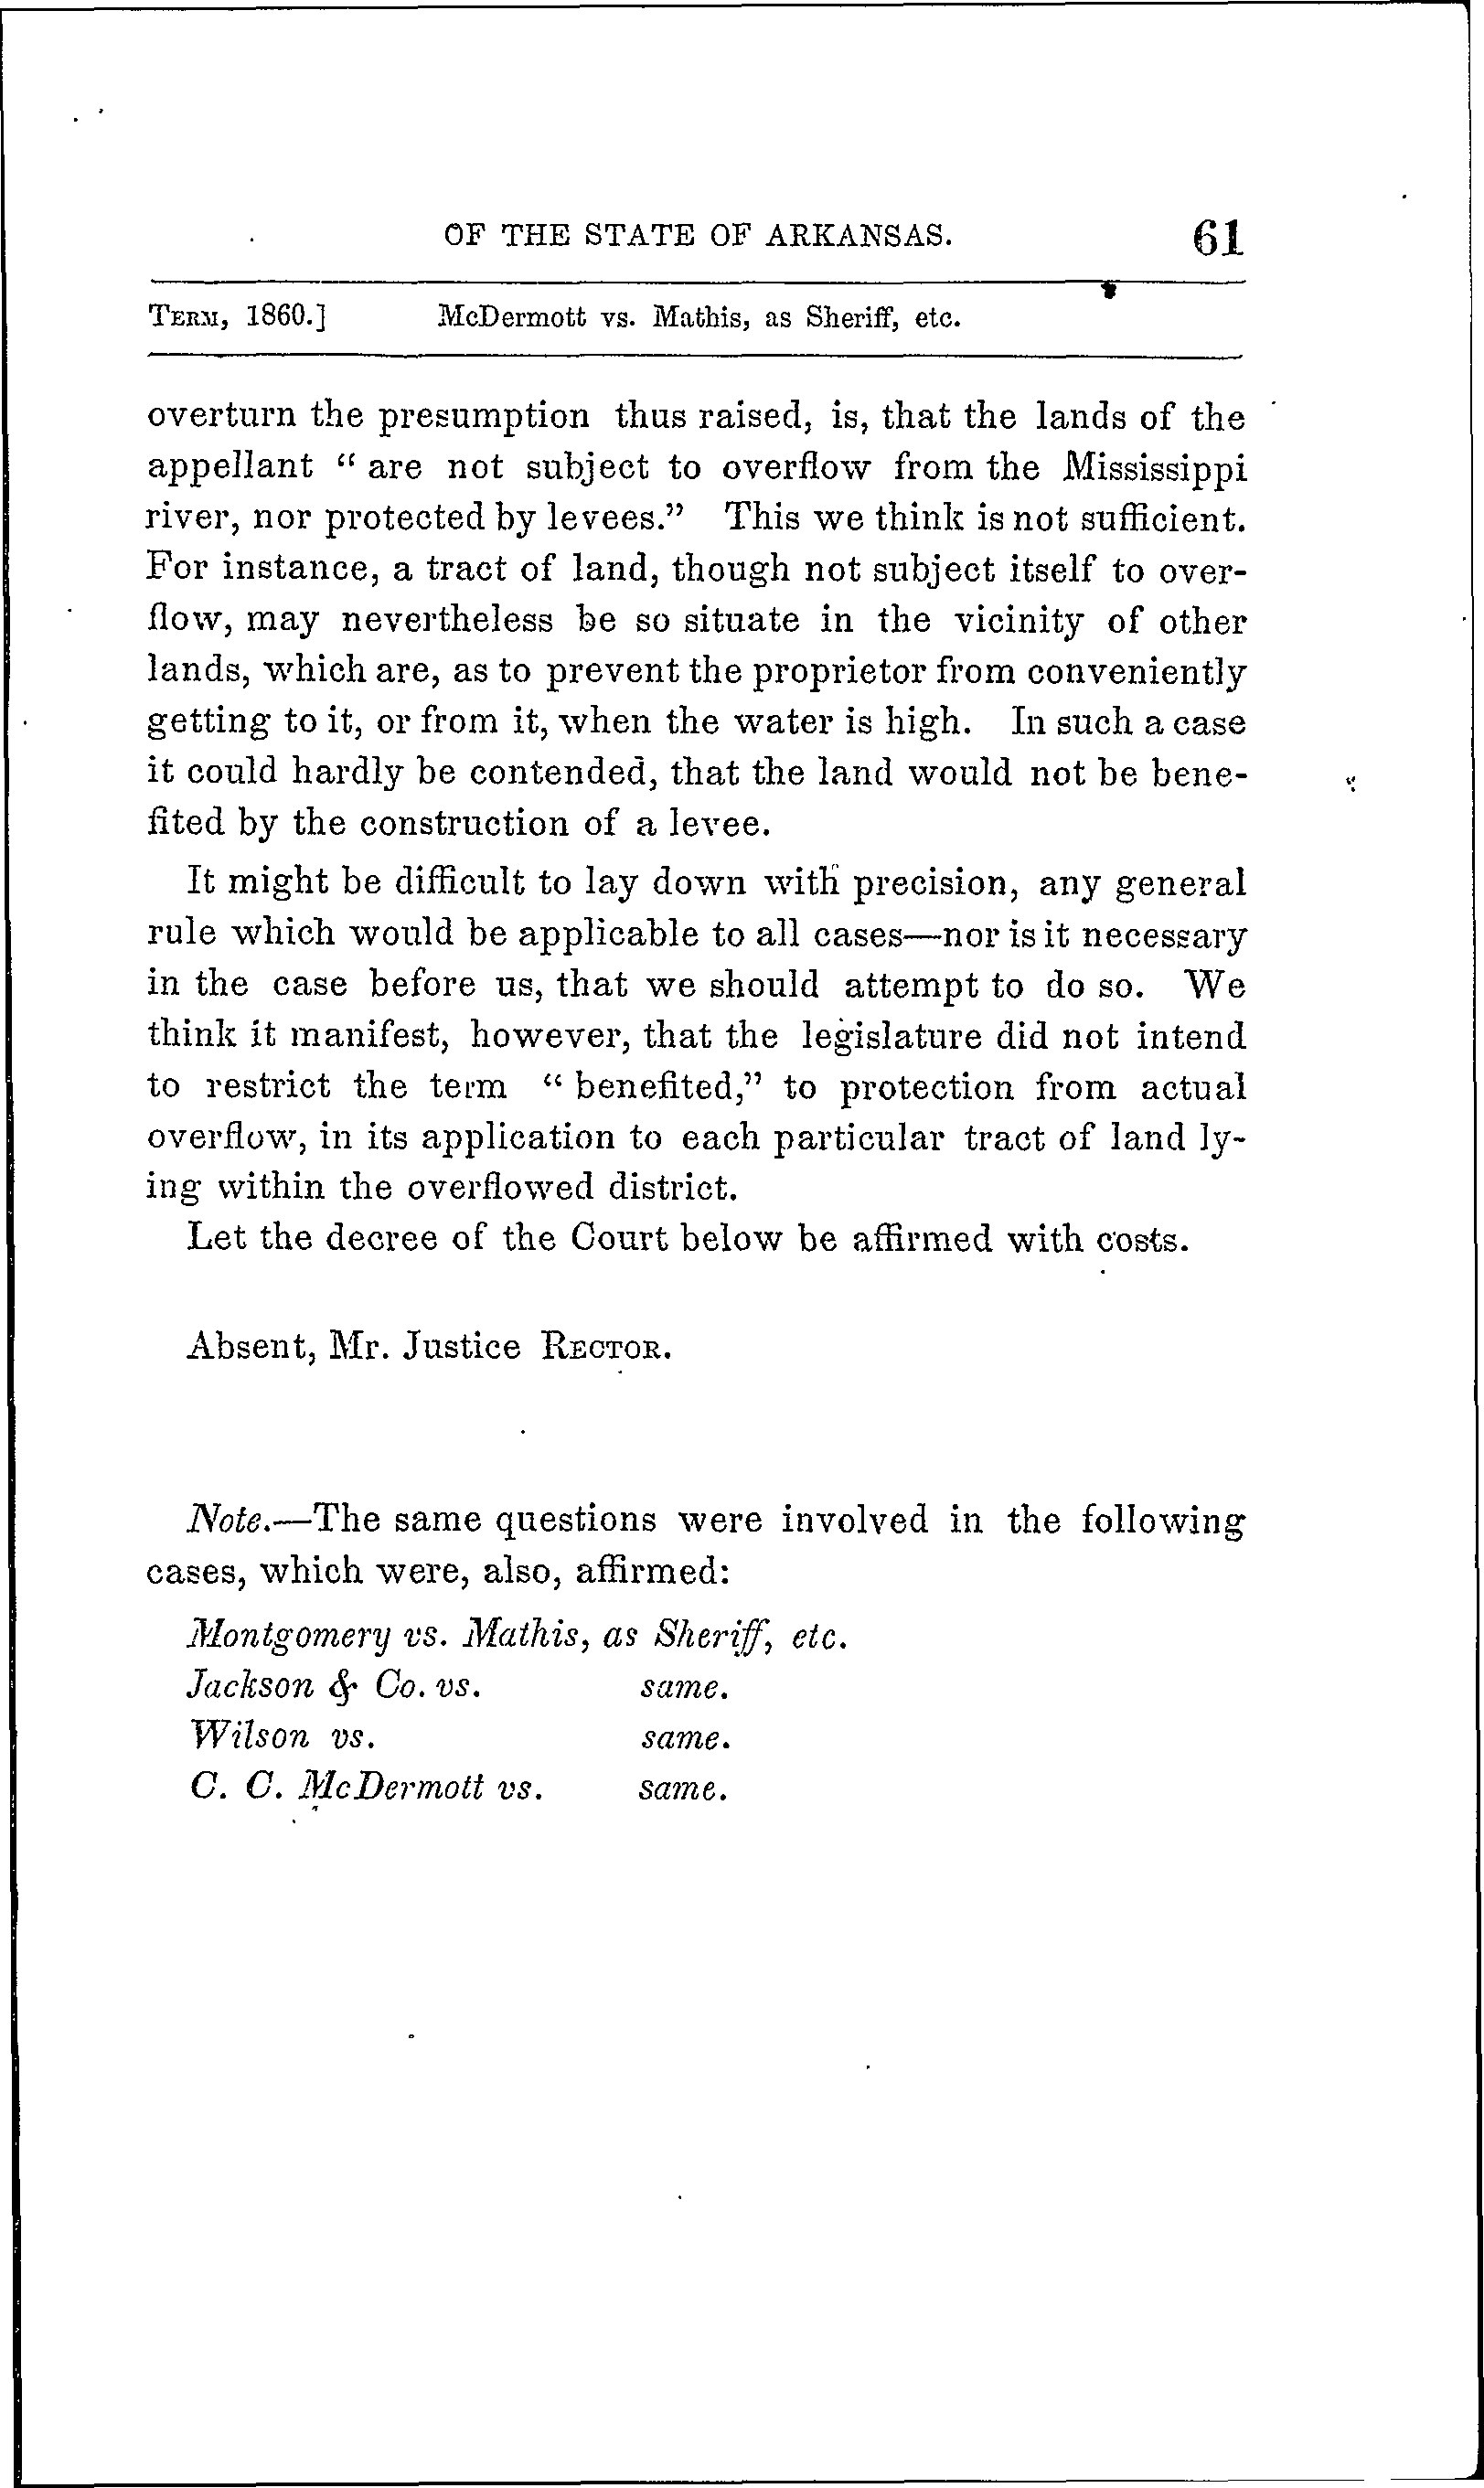 OF THE STATE OF ARKANSAS. 61
TERM, 1860.] McDermott vs. Mathis, as Sheriff, etc.
overturn the presumption thus raised, is, that the lands of the
appellant " are not subject to overflow from the Mississippi
river, nor protected by levees." This we think is not sufficient.
For instance, a tract of land, though not subject itself to over-
flow, may nevertheless be so situate in the vicinity of other
lands, which are, as to prevent the proprietor from conveniently
getting to it, or from it, when the water is high. In such a case
it could hardly be contended, that the land would not be bene-
fited by the construction of a levee.
It might be difficult to lay down with precision, any general
rule which would be applicable to all cases—nor is it necessary
in the case before us, that we should attempt to do so. We
think it manifest, however, that the legislature did not intend
to restrict the term " benefited," to protection from actual
overflow, in its application to each particular tract of land ly-
ing within the overflowed district.
Let the decree of the Court below be affirmed with costs.
Absent, Mr. Justice RECTOR.
Note.—The same questions were involved in the following
cases, which were, also, affirmed:
Montgomery vs. Mathis, as Sheriff, etc.
Jackson & Co. vs. same.
Wilson vs. same.
C. C. McDermott vs. same.